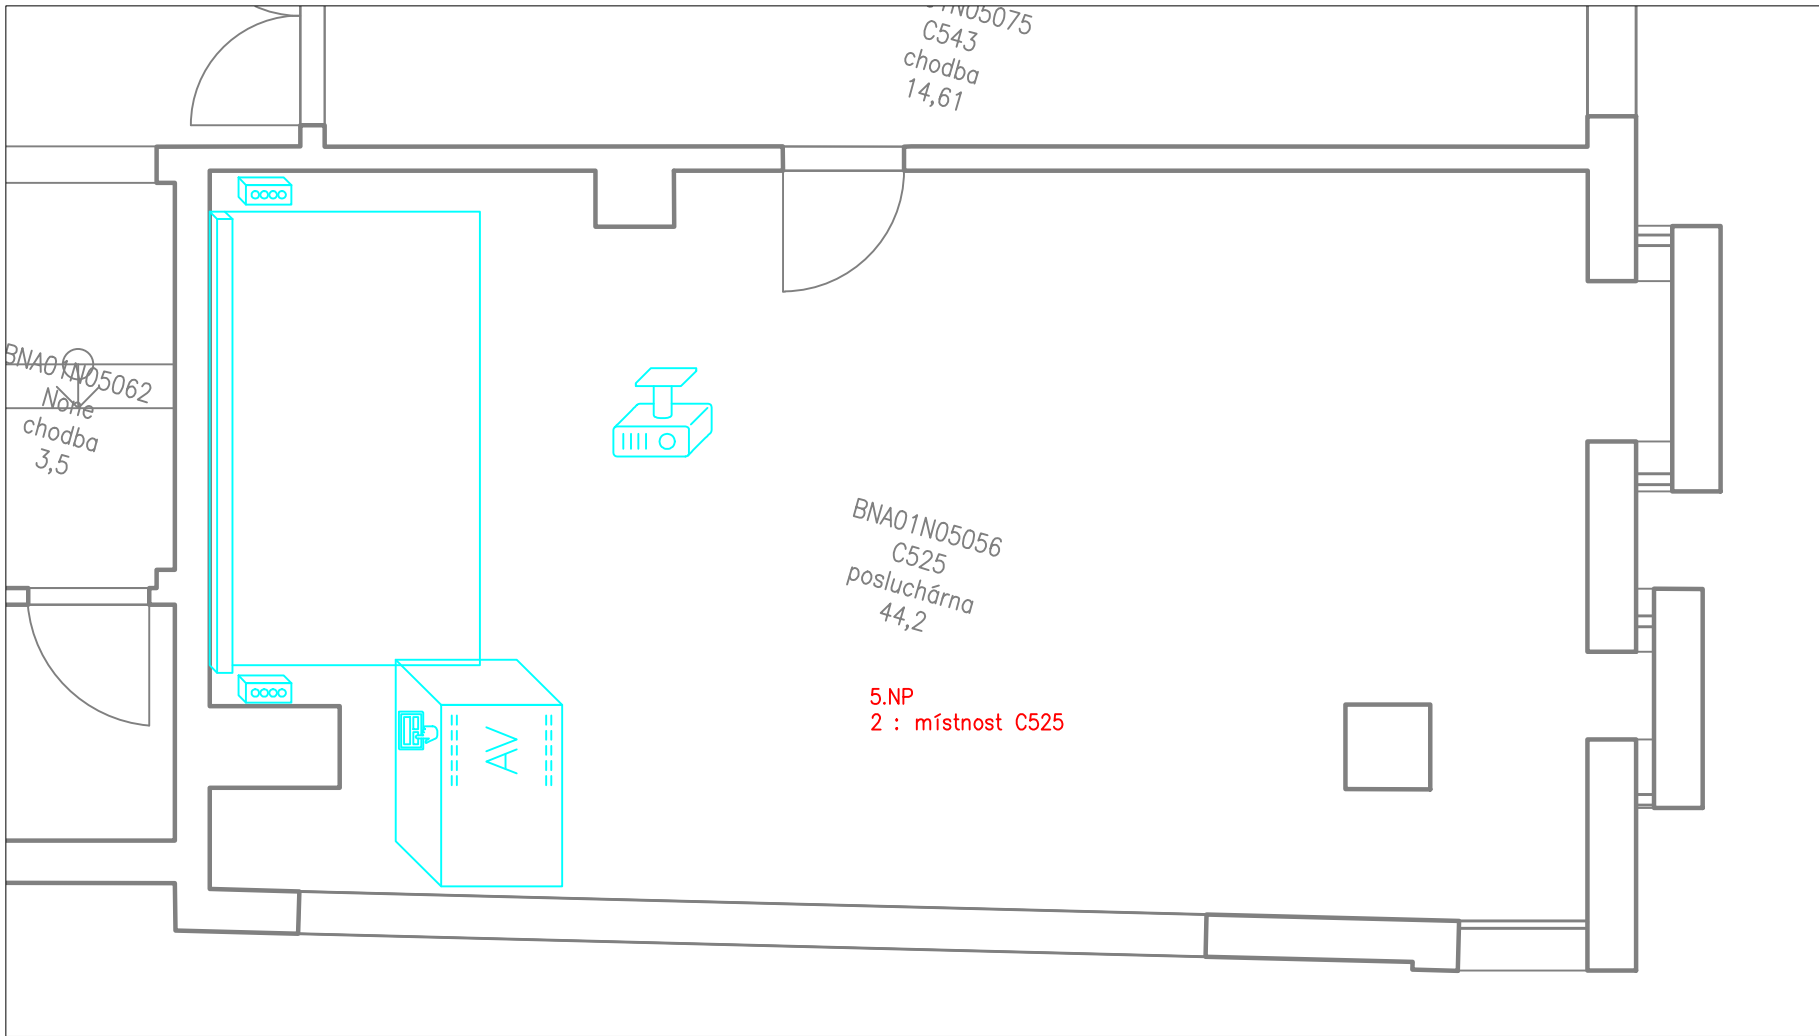 C543
chodba
14,61
BNA01N05062
None
chodba
3,5
BNA01N05056
C525
posluchárna
44,2
5.NP
2 : místnost C525
AV